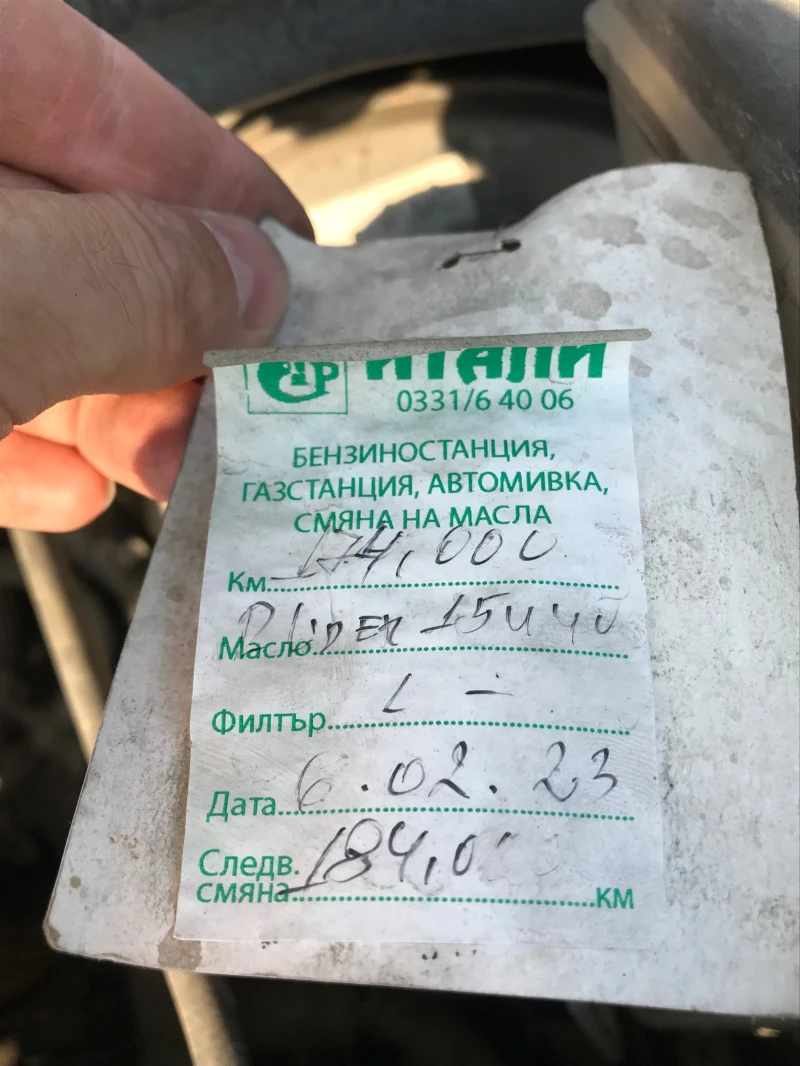 ИТАЛИ
0331/6 40 06
БЕНЗИНОСТАНЦИЯ,
ГАЗСТАНЦИЯ, АВТОМИВКА,
СМЯНА НА МАСЛА
Км. 174,000
Масло 15W40
Филтър
Дата 6.02.23
Следв.
смяна 184,000 км